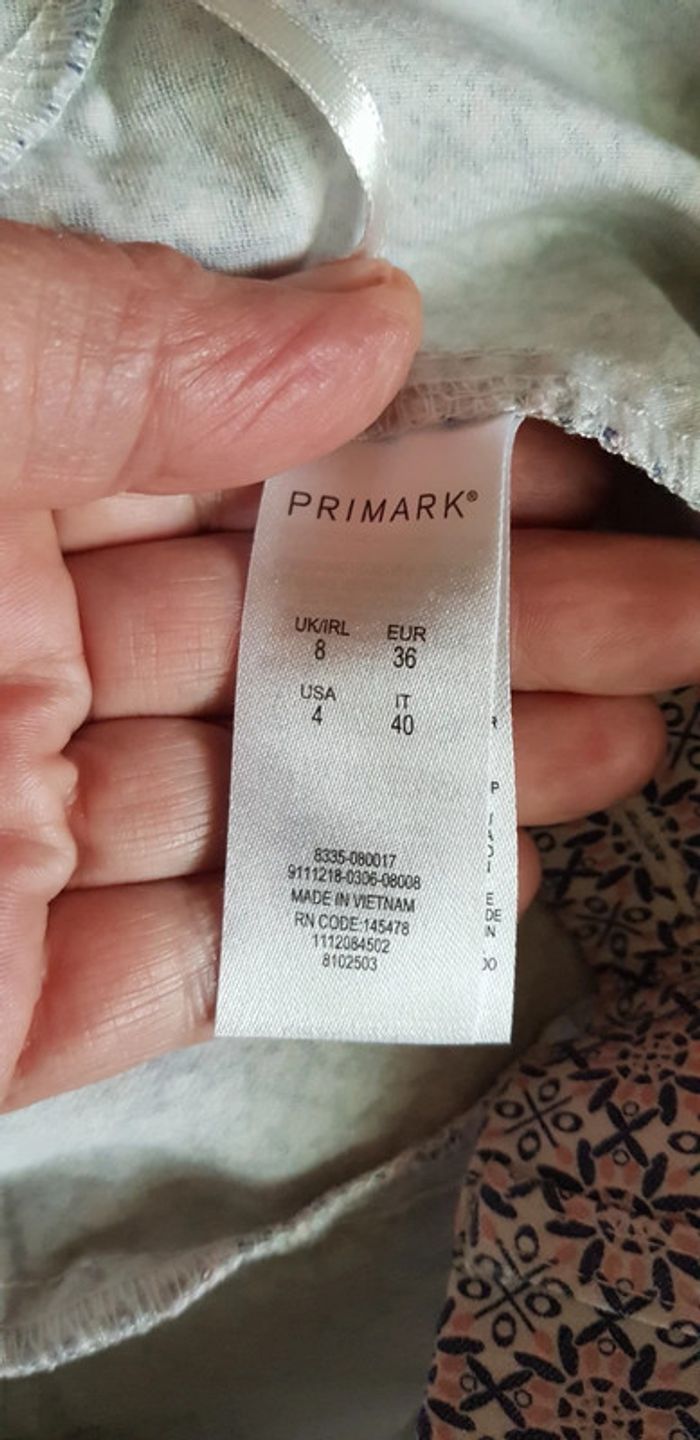 PRIMARK®
UK/IRL EUR
8 36
USA IT
4 40
8335-080017
9111218-0306-08008
MADE IN VIETNAM
RN CODE:145478
1112084502
8102503